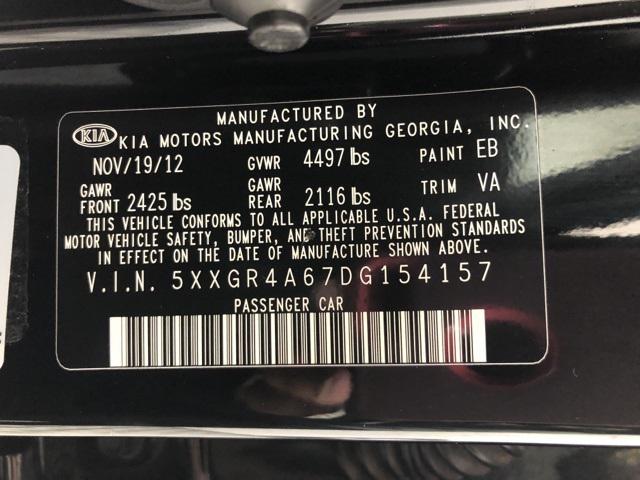 MANUFACTURED BY
KIA KIA MOTORS MANUFACTURING GEORGIA, INC.
NOV/19/12 GVWR 4497 lbs PAINT EB
GAWR FRONT 2425 lbs GAWR REAR 2116 lbs TRIM VA
THIS VEHICLE CONFORMS TO ALL APPLICABLE U.S.A. FEDERAL
MOTOR VEHICLE SAFETY, BUMPER, AND THEFT PREVENTION STANDARDS
IN EFFECT ON THE DATE OF MANUFACTURE SHOWN ABOVE.
V.I.N. 5XXGR4A67DG154157
PASSENGER CAR